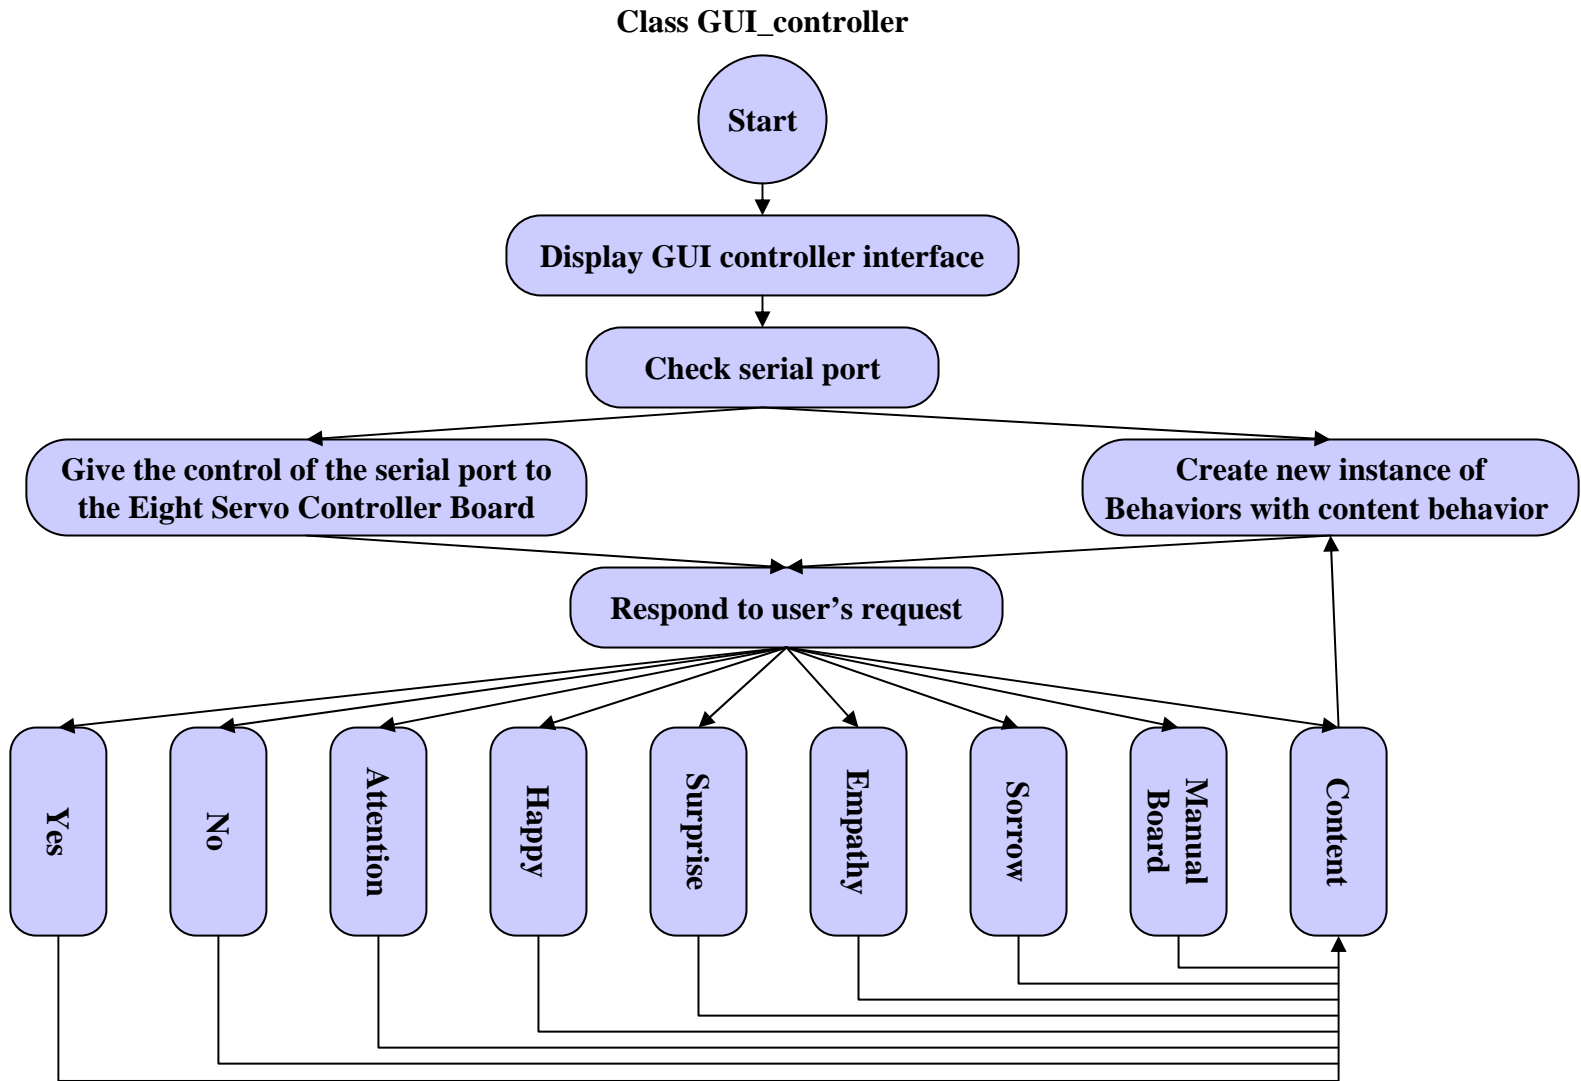 Class GUI_controller
Start
Display GUI controller interface
Check serial port
Give the control of the serial port to
the Eight Servo Controller Board
Create new instance of
Behaviors with content behavior
Respond to user’s request
Yes
No
Attention
Happy
Surprise
Empathy
Sorrow
Manual
Board
Content